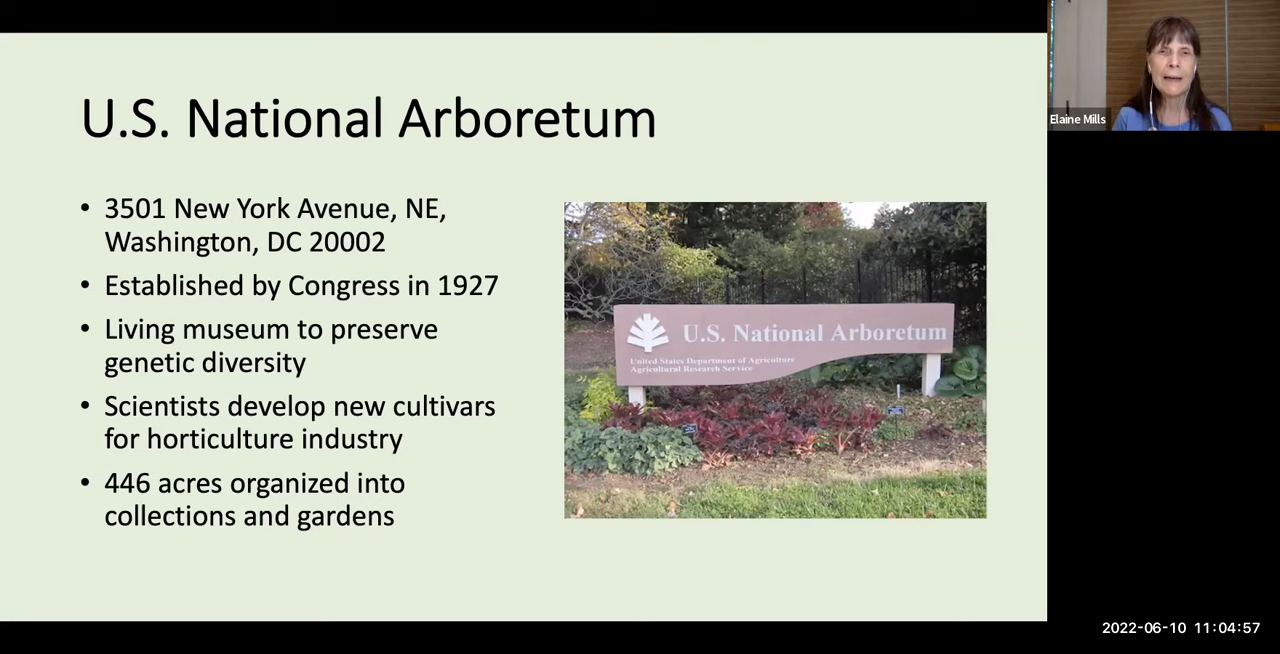 U.S. National Arboretum
• 3501 New York Avenue, NE,
Washington, DC 20002
• Established by Congress in 1927
• Living museum to preserve
genetic diversity
• Scientists develop new cultivars
for horticulture industry
• 446 acres organized into
collections and gardens
U.S. National Arboretum
United States Department of Agriculture
Agricultural Research Service
Elaine Mills
2022-06-10 11:04:57